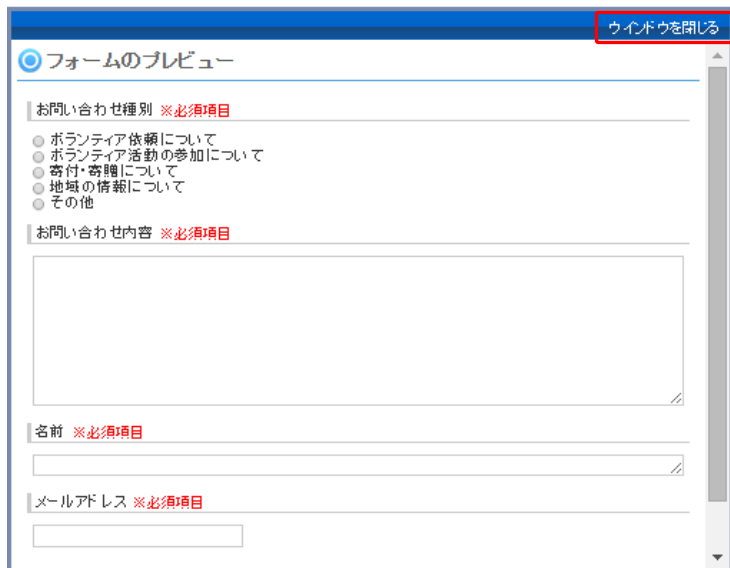 ウインドウを閉じる
フォームのプレビュー
お問い合わせ種別 ※必須項目
ボランティア依頼について
ボランティア活動の参加について
寄付・寄贈について
地域の情報について
その他
お問い合わせ内容 ※必須項目
名前 ※必須項目
メールアドレス ※必須項目